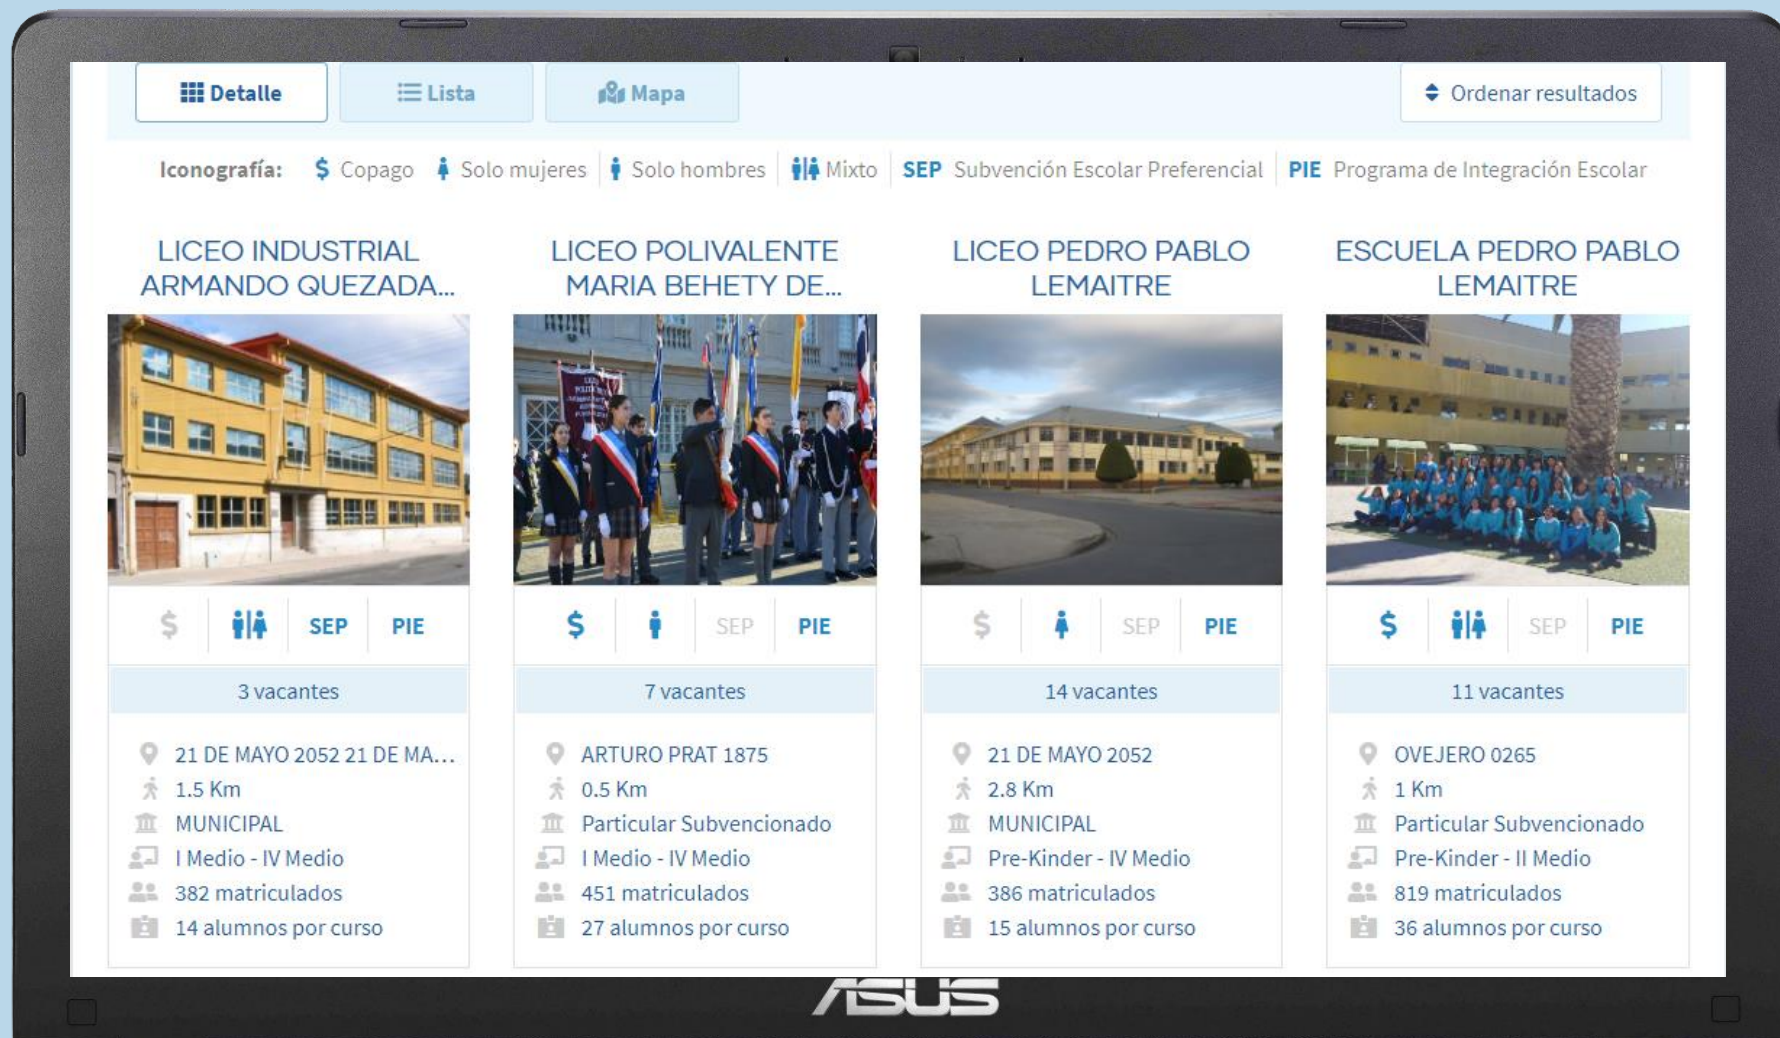 Detalle
Lista
Mapa
Ordenar resultados
Iconografía: $ Copago Solo mujeres Solo hombres Mixto SEP Subvención Escolar Preferencial PIE Programa de Integración Escolar
LICEO INDUSTRIAL
ARMANDO QUEZADA...
$ SEP PIE
3 vacantes
21 DE MAYO 2052 21 DE MA...
1.5 Km
MUNICIPAL
I Medio - IV Medio
382 matriculados
14 alumnos por curso
LICEO POLIVALENTE
MARIA BEHETY DE...
$ SEP PIE
7 vacantes
ARTURO PRAT 1875
0.5 Km
Particular Subvencionado
I Medio - IV Medio
451 matriculados
27 alumnos por curso
LICEO PEDRO PABLO
LEMAITRE
$ SEP PIE
14 vacantes
21 DE MAYO 2052
2.8 Km
MUNICIPAL
Pre-Kinder - IV Medio
386 matriculados
15 alumnos por curso
ESCUELA PEDRO PABLO
LEMAITRE
$ SEP PIE
11 vacantes
OVEJERO 0265
1 Km
Particular Subvencionado
Pre-Kinder - II Medio
819 matriculados
36 alumnos por curso
ASUS